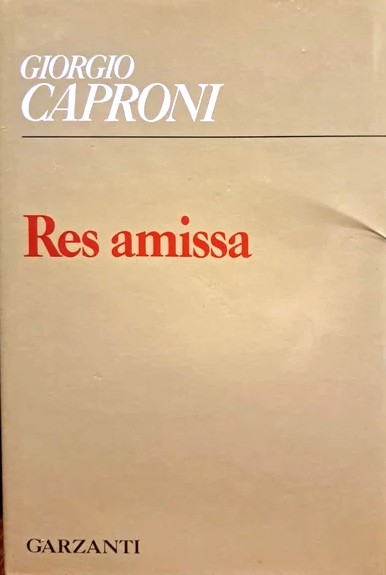 GIORGIO
CAPRONI
Res amissa
GARZANTI